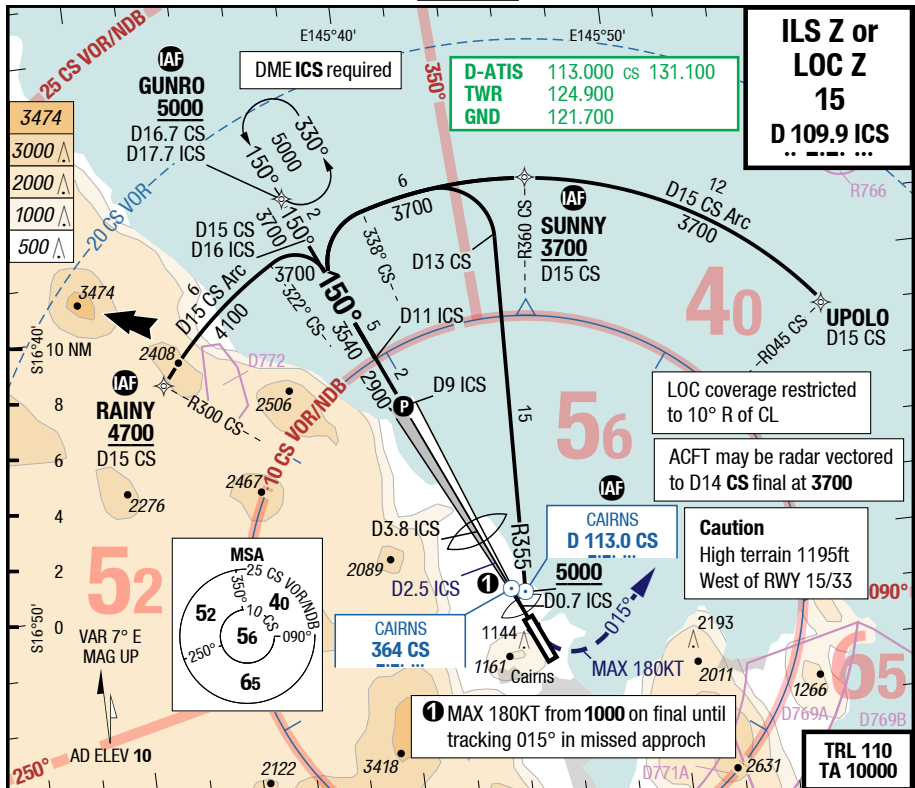 E145°40'
E145°50'
25 CS VOR/NDB
IAF
GUNRO
5000
D16.7 CS
D17.7 ICS
DME ICS required
350°
D-ATIS 113.000 CS 131.100
TWR 124.900
GND 121.700
ILS Z or
LOC Z
15
D 109.9 ICS
3474
3000
2000
1000
500
R766
20 CS VOR
150°
5000
330°
150°
2
3700
D15 CS
D16 ICS
6
3700
338° CS
D13 CS
R360 CS
IAF
SUNNY
3700
D15 CS
12
D15 CS Arc
3700
3474
6
D15 CS Arc
4100
3700
322° CS
150°
5
3540
D11 ICS
40
UPOLO
D15 CS
R045 CS
S16°40'
10 NM
2408
D772
IAF
RAINY
4700
D15 CS
R300 CS
2506
2
2900
P
D9 ICS
10 CS VOR/NDB
15
56
LOC coverage restricted
to 10° R of CL
8
6
4
2
0
ACFT may be radar vectored
to D14 CS final at 3700
2467
2276
IAF
CAIRNS
D 113.0 CS
5000
Caution
High terrain 1195ft
West of RWY 15/33
D3.8 ICS
R355
52
MSA
25 CS VOR/NDB
350°
10 CS
52
40
56
090°
250°
65
2089
D2.5 ICS
1
D0.7 ICS
015°
090°
S16°50'
CAIRNS
364 CS
1144
1161
Cairns
MAX 180KT
2193
2011
1266
65
D769A
D769B
VAR 7° E
MAG UP
1 MAX 180KT from 1000 on final until
tracking 015° in missed approch
AD ELEV 10
250°
2122
3418
D771A
2631
TRL 110
TA 10000